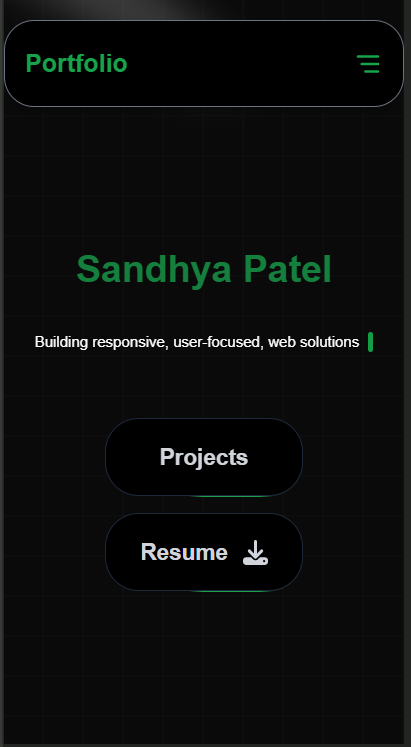 Portfolio
Sandhya Patel
Building responsive, user-focused, web solutions
Projects
Resume